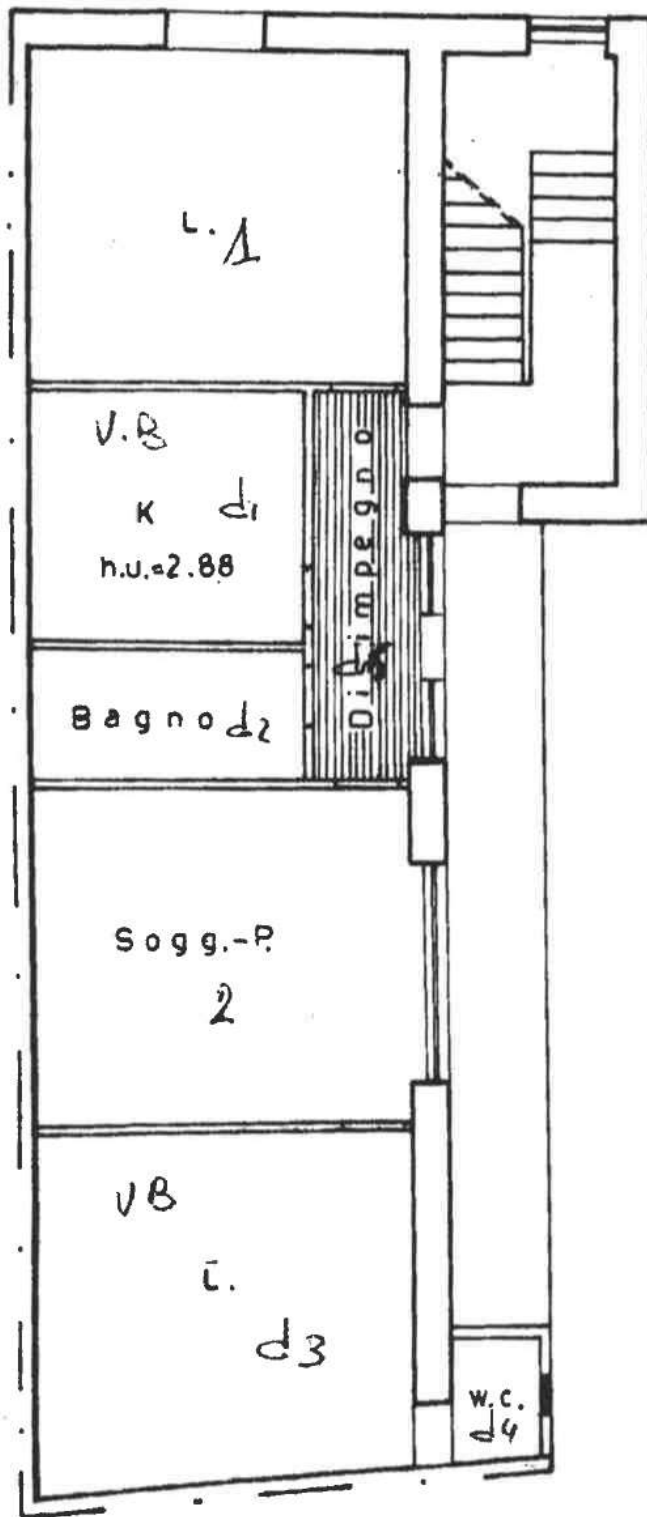 L. 1
V.B
K d1
h.u.=2.88
Disimpegno
Bagno d2
Sogg.-P.
2
VB
L.
d3
w.c.
d4